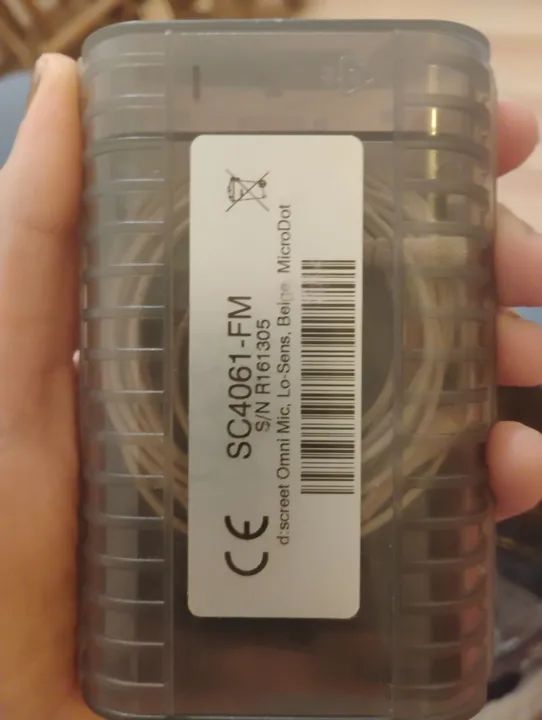 SC4061-FM
S/N R161305
d:screet Omni Mic, Lo-Sens, Beige, MicroDot
CE